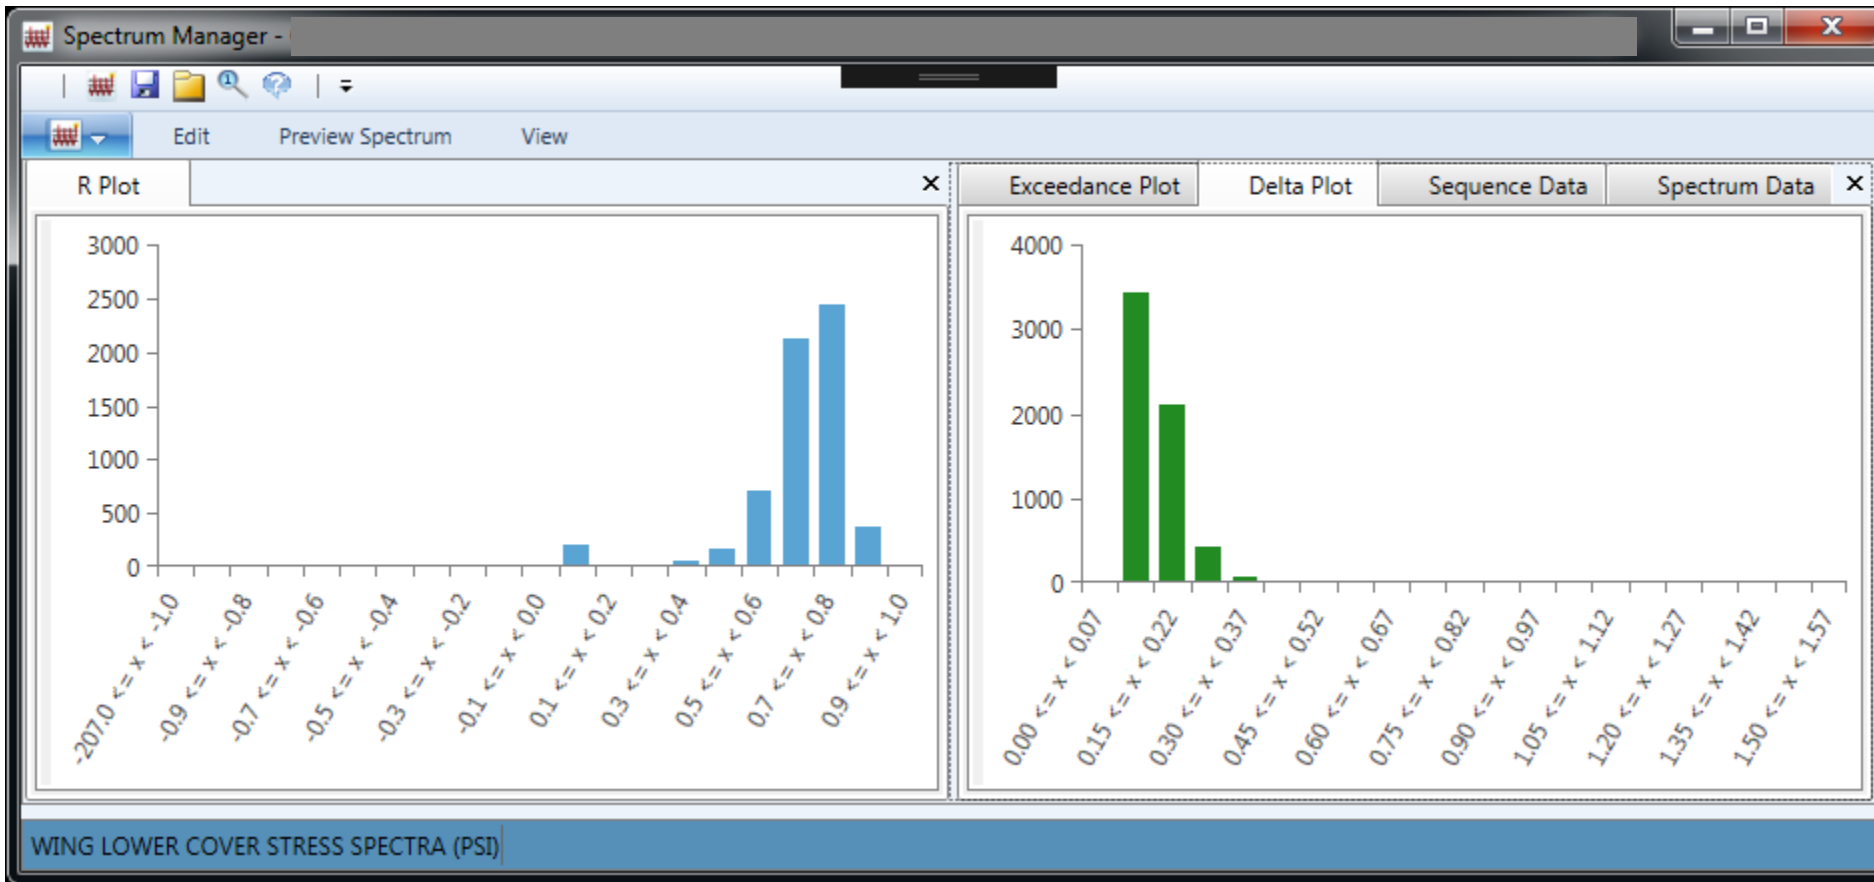 Spectrum Manager -
Edit Preview Spectrum View
R Plot
3000
2500
2000
1500
1000
500
0
-207.0 <= x < -1.0
-0.9 <= x < -0.8
-0.7 <= x < -0.6
-0.5 <= x < -0.4
-0.3 <= x < -0.2
-0.1 <= x < 0.0
0.1 <= x < 0.2
0.3 <= x < 0.4
0.5 <= x < 0.6
0.7 <= x < 0.8
0.9 <= x < 1.0
Exceedance Plot Delta Plot Sequence Data Spectrum Data
4000
3000
2000
1000
0
0.00 <= x < 0.07
0.15 <= x < 0.22
0.30 <= x < 0.37
0.45 <= x < 0.52
0.60 <= x < 0.67
0.75 <= x < 0.82
0.90 <= x < 0.97
1.05 <= x < 1.12
1.20 <= x < 1.27
1.35 <= x < 1.42
1.50 <= x < 1.57
WING LOWER COVER STRESS SPECTRA (PSI)